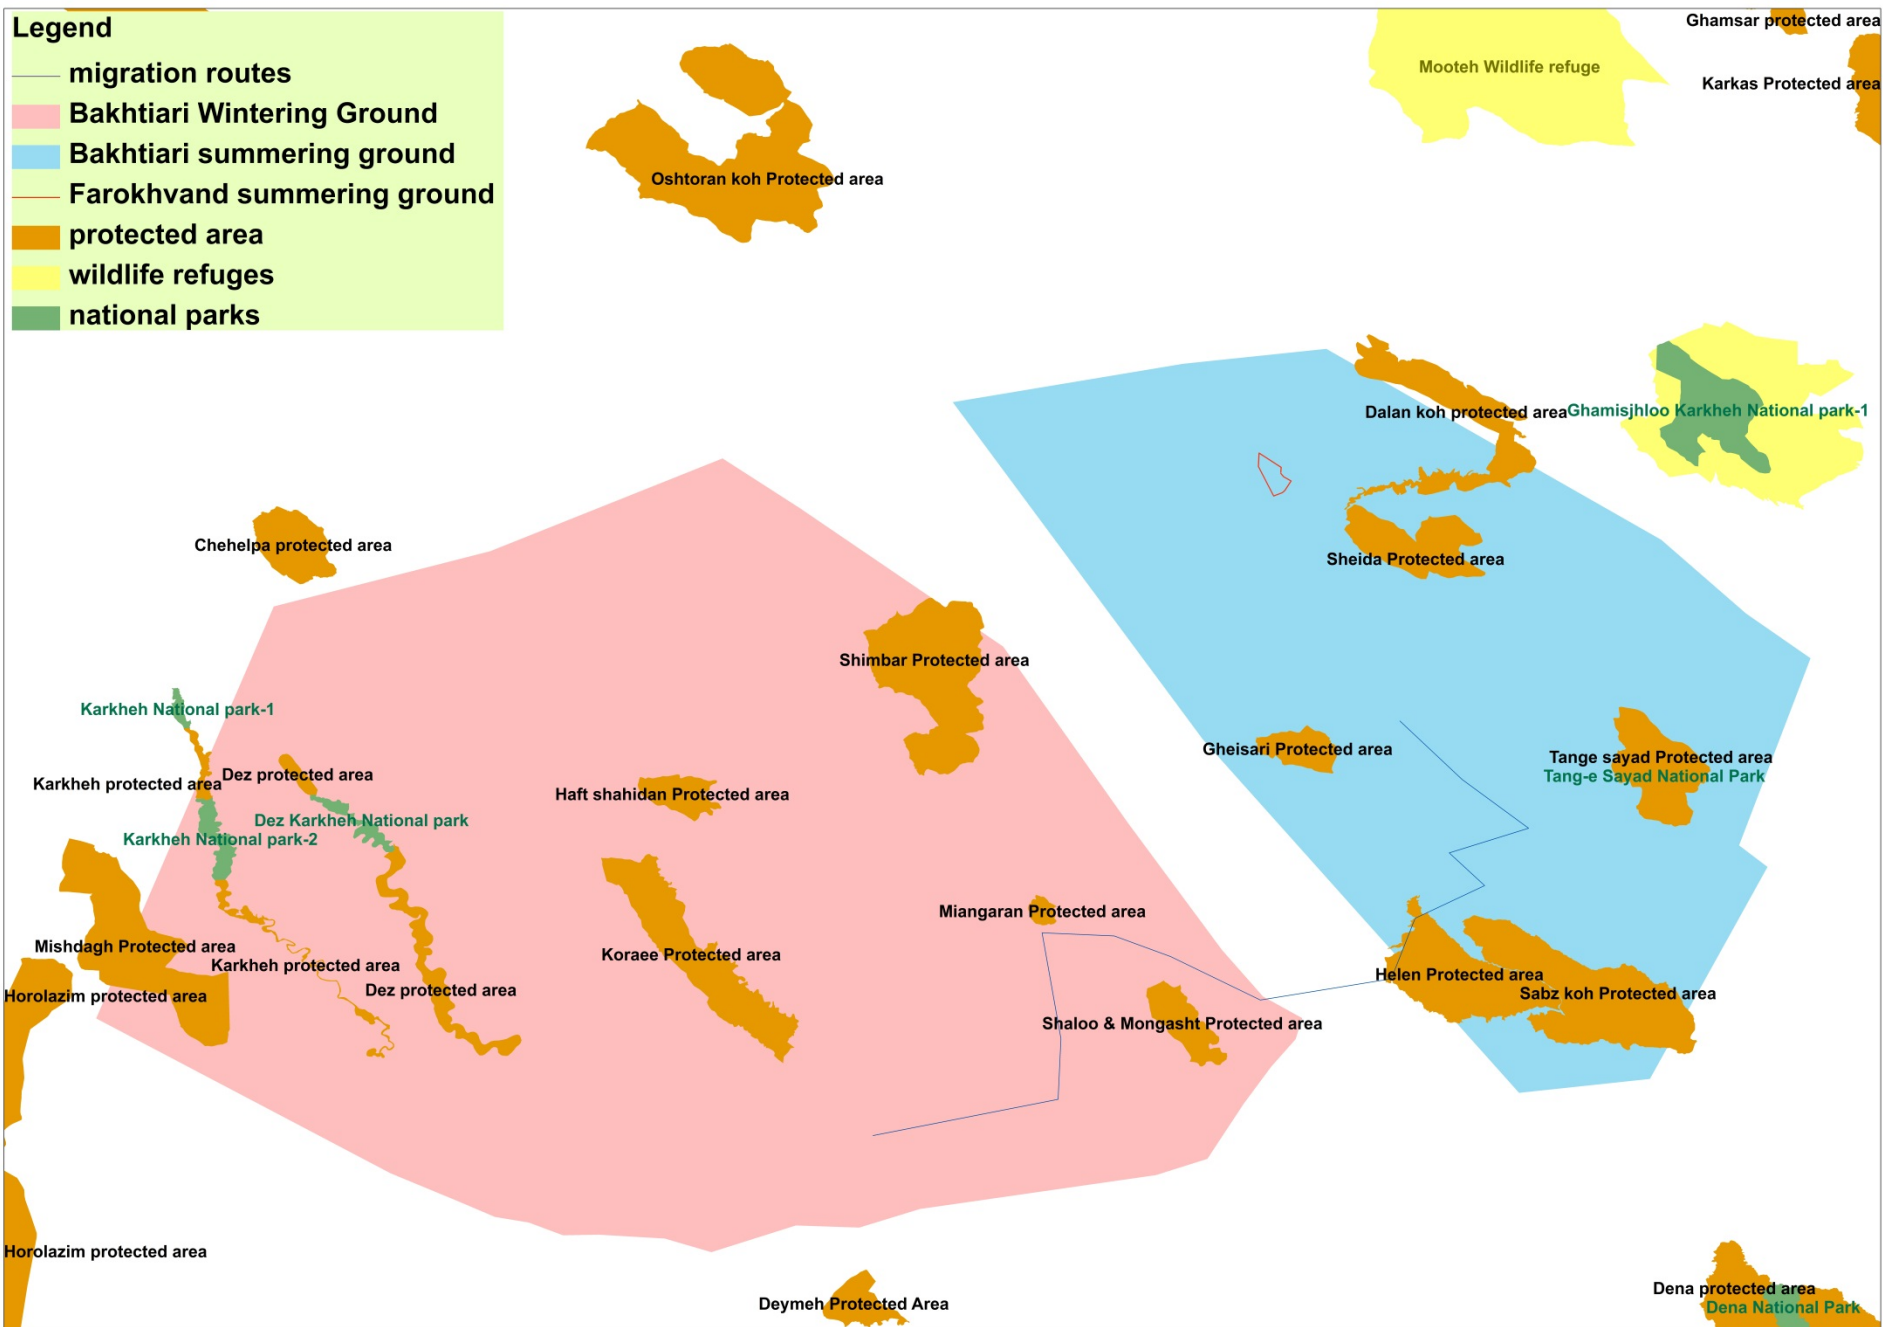 Legend
migration routes
Bakhtiari Wintering Ground
Bakhtiari summering ground
Farokhvand summering ground
protected area
wildlife refuges
national parks
Ghamsar protected area
Mooteh Wildlife refuge
Karkas Protected area
Oshtoran koh Protected area
Dalan koh protected area
Ghamisjhloo Karkheh National park-1
Chehelpa protected area
Sheida Protected area
Shimbar Protected area
Karkheh National park-1
Gheisari Protected area
Tange sayad Protected area
Tang-e Sayad National Park
Dez protected area
Karkheh protected area
Haft shahidan Protected area
Dez Karkheh National park
Karkheh National park-2
Miangaran Protected area
Mishdagh Protected area
Koraee Protected area
Karkheh protected area
Helen Protected area
Dez protected area
Sabz koh Protected area
Horolazim protected area
Shaloo & Mongasht Protected area
Horolazim protected area
Dena protected area
Deymeh Protected Area
Dena National Park